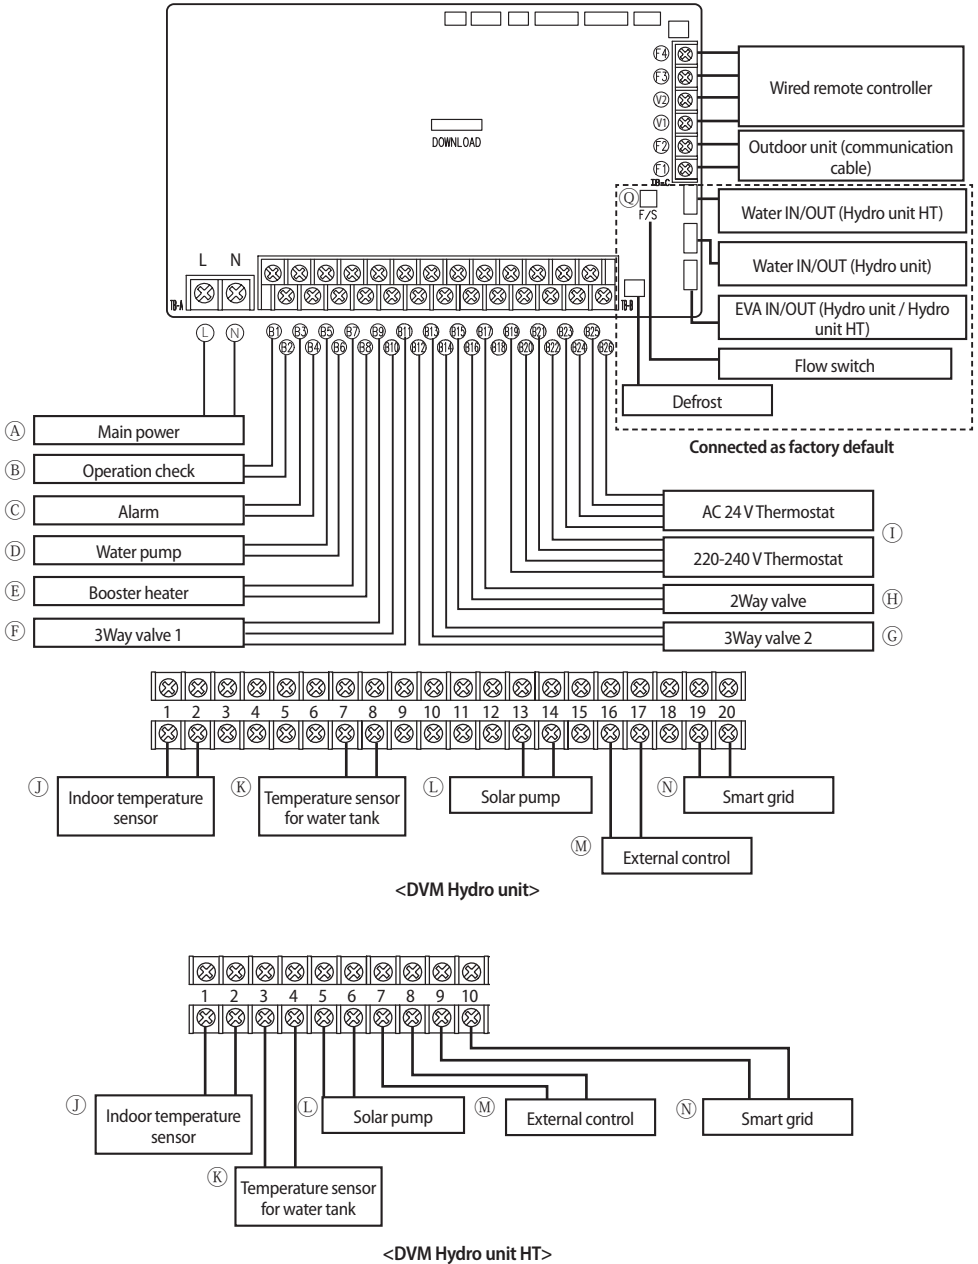 DOWNLOAD
F4
F3
V2
V1
F2
F1
TB-C
Wired remote controller
Outdoor unit (communication
cable)
Ⓠ
F/S
Water IN/OUT (Hydro unit HT)
Water IN/OUT (Hydro unit)
EVA IN/OUT (Hydro unit / Hydro
unit HT)
Flow switch
Defrost
Connected as factory default
L N
TB-A
TB-B
Ⓛ Ⓝ
B1 B3 B5 B7 B9 B11 B13 B15 B17 B19 B21 B23 B25
B2 B4 B6 B8 B10 B12 B14 B16 B18 B20 B22 B24 B26
Ⓐ Main power
Ⓑ Operation check
Ⓒ Alarm
Ⓓ Water pump
Ⓔ Booster heater
Ⓕ 3Way valve 1
AC 24 V Thermostat
Ⓘ
220-240 V Thermostat
2Way valve Ⓗ
3Way valve 2 Ⓖ
1 2 3 4 5 6 7 8 9 10 11 12 13 14 15 16 17 18 19 20
Ⓙ Indoor temperature
sensor
Ⓚ Temperature sensor
for water tank
Ⓛ Solar pump
Ⓜ External control
Ⓝ Smart grid
<DVM Hydro unit>
1 2 3 4 5 6 7 8 9 10
Ⓙ Indoor temperature
sensor
Ⓚ Temperature sensor
for water tank
Ⓛ Solar pump
Ⓜ External control
Ⓝ Smart grid
<DVM Hydro unit HT>